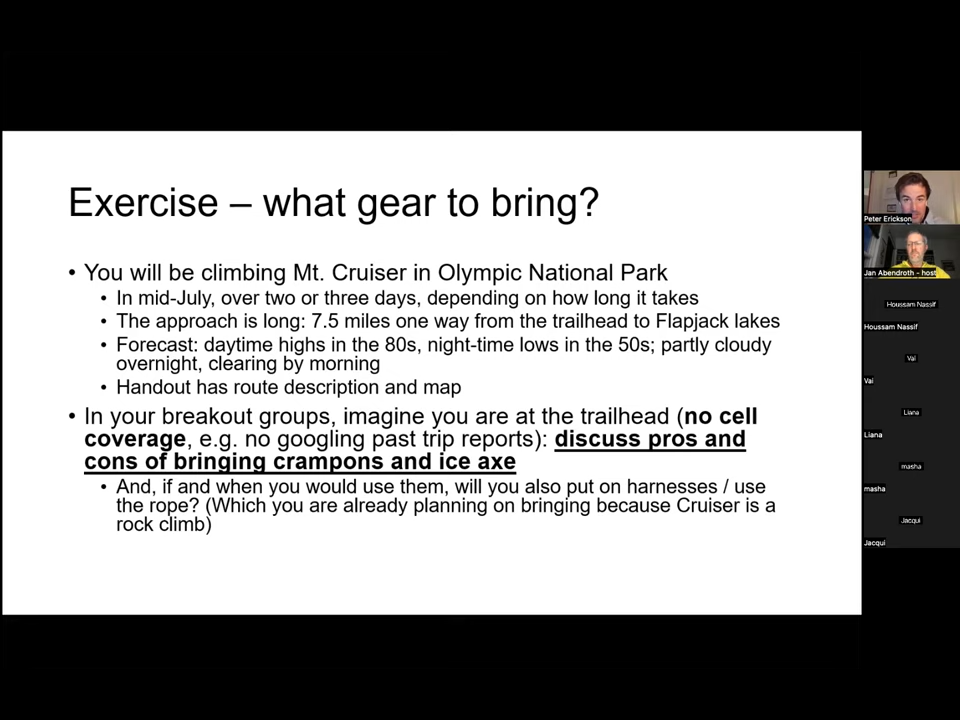 Exercise – what gear to bring?
• You will be climbing Mt. Cruiser in Olympic National Park
• In mid-July, over two or three days, depending on how long it takes
• The approach is long: 7.5 miles one way from the trailhead to Flapjack lakes
• Forecast: daytime highs in the 80s, night-time lows in the 50s; partly cloudy
overnight, clearing by morning
• Handout has route description and map
• In your breakout groups, imagine you are at the trailhead (no cell
coverage, e.g. no googling past trip reports): discuss pros and
cons of bringing crampons and ice axe
• And, if and when you would use them, will you also put on harnesses / use
the rope? (Which you are already planning on bringing because Cruiser is a
rock climb)
Peter Erickson
Jan Abendroth - host
Houssam Nassif
Houssam Nassif
Vai
Vai
Liana
Liana
masha
masha
Jacqui
Jacqui